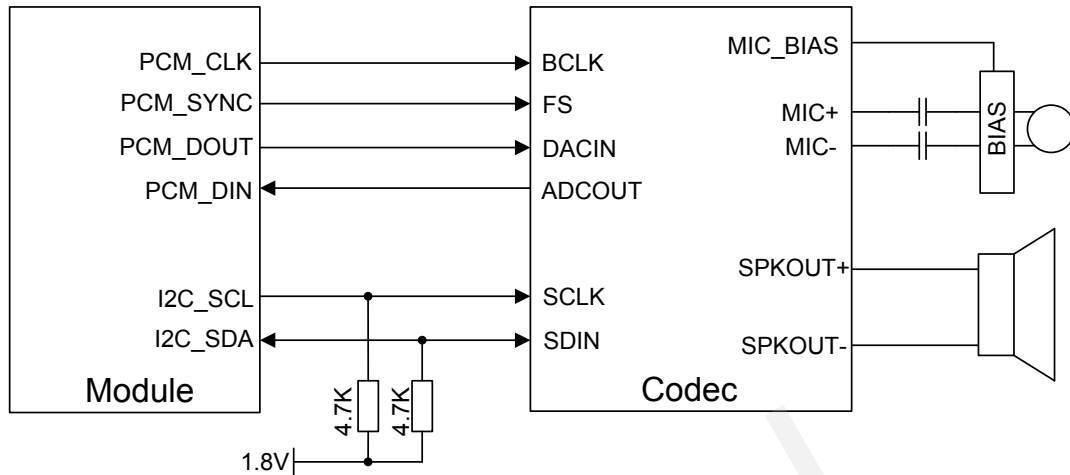 PCM_CLK
PCM_SYNC
PCM_DOUT
PCM_DIN
I2C_SCL
I2C_SDA
Module
4.7K
4.7K
1.8V
BCLK
FS
DACIN
ADCOUT
SCLK
SDIN
MIC_BIAS
MIC+
MIC-
SPKOUT+
SPKOUT-
Codec
BIAS